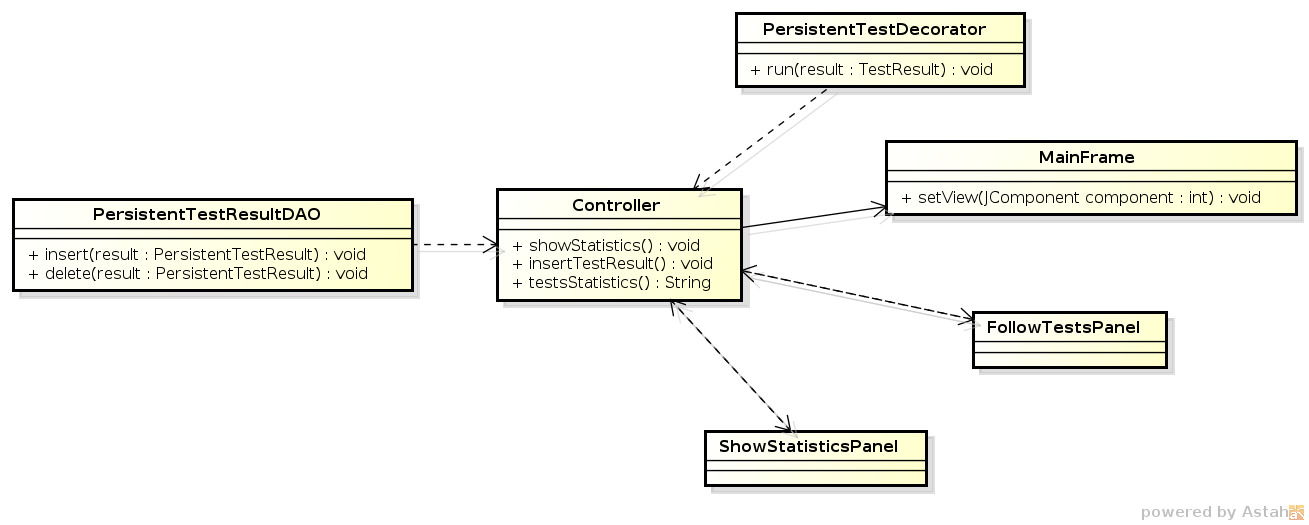 PersistentTestDecorator
+ run(result : TestResult) : void
MainFrame
+ setView(JComponent component : int) : void
PersistentTestResultDAO
+ insert(result : PersistentTestResult) : void
+ delete(result : PersistentTestResult) : void
Controller
+ showStatistics() : void
+ insertTestResult() : void
+ testsStatistics() : String
FollowTestsPanel
ShowStatisticsPanel
powered by Astah